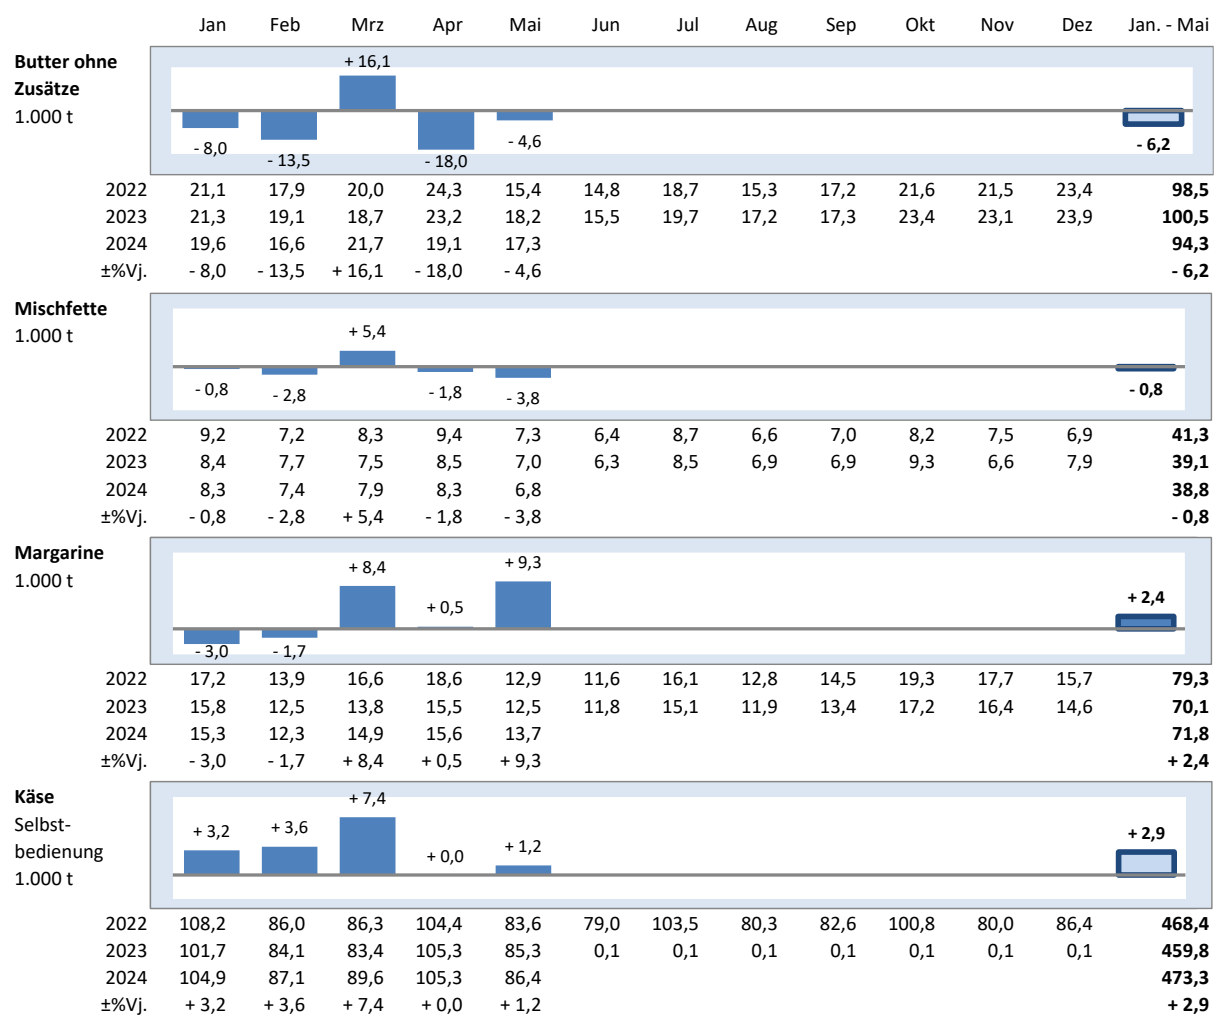 Jan Feb Mrz Apr Mai Jun Jul Aug Sep Okt Nov Dez Jan. - Mai
Butter ohne
Zusätze
1.000 t
+ 16,1
- 8,0 - 13,5 - 18,0 - 4,6 - 6,2
2022 21,1 17,9 20,0 24,3 15,4 14,8 18,7 15,3 17,2 21,6 21,5 23,4 98,5
2023 21,3 19,1 18,7 23,2 18,2 15,5 19,7 17,2 17,3 23,4 23,1 23,9 100,5
2024 19,6 16,6 21,7 19,1 17,3 94,3
±%Vj. - 8,0 - 13,5 + 16,1 - 18,0 - 4,6 - 6,2
Mischfette
1.000 t
+ 5,4
- 0,8 - 2,8 - 1,8 - 3,8 - 0,8
2022 9,2 7,2 8,3 9,4 7,3 6,4 8,7 6,6 7,0 8,2 7,5 6,9 41,3
2023 8,4 7,7 7,5 8,5 7,0 6,3 8,5 6,9 6,9 9,3 6,6 7,9 39,1
2024 8,3 7,4 7,9 8,3 6,8 38,8
±%Vj. - 0,8 - 2,8 + 5,4 - 1,8 - 3,8 - 0,8
Margarine
1.000 t
+ 8,4 + 0,5 + 9,3 + 2,4
- 3,0 - 1,7
2022 17,2 13,9 16,6 18,6 12,9 11,6 16,1 12,8 14,5 19,3 17,7 15,7 79,3
2023 15,8 12,5 13,8 15,5 12,5 11,8 15,1 11,9 13,4 17,2 16,4 14,6 70,1
2024 15,3 12,3 14,9 15,6 13,7 71,8
±%Vj. - 3,0 - 1,7 + 8,4 + 0,5 + 9,3 + 2,4
Käse
Selbst-
bedienung
1.000 t
+ 3,2 + 3,6 + 7,4 + 0,0 + 1,2 + 2,9
2022 108,2 86,0 86,3 104,4 83,6 79,0 103,5 80,3 82,6 100,8 80,0 86,4 468,4
2023 101,7 84,1 83,4 105,3 85,3 0,1 0,1 0,1 0,1 0,1 0,1 0,1 459,8
2024 104,9 87,1 89,6 105,3 86,4 473,3
±%Vj. + 3,2 + 3,6 + 7,4 + 0,0 + 1,2 + 2,9